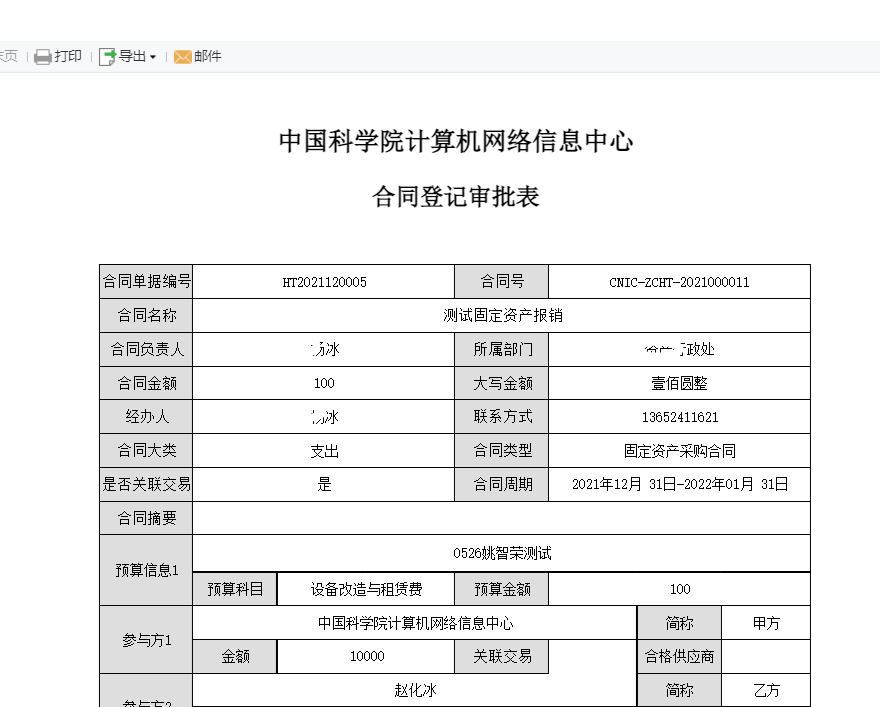 打印 导出 邮件
中国科学院计算机网络信息中心
合同登记审批表
合同单据编号 HT2021120005 合同号 CNIC-ZCHT-2021000011
合同名称 测试固定资产报销
合同负责人 冰 所属部门 政处
合同金额 100 大写金额 壹佰圆整
经办人 冰 联系方式 13652411621
合同大类 支出 合同类型 固定资产采购合同
是否关联交易 是 合同周期 2021年12月 31日-2022年01月 31日
合同摘要
预算信息1 0526姚智荣测试
预算科目 设备改造与租赁费 预算金额 100
参与方1 中国科学院计算机网络信息中心 简称 甲方
金额 10000 关联交易 合格供应商
参与方2 赵化冰 简称 乙方